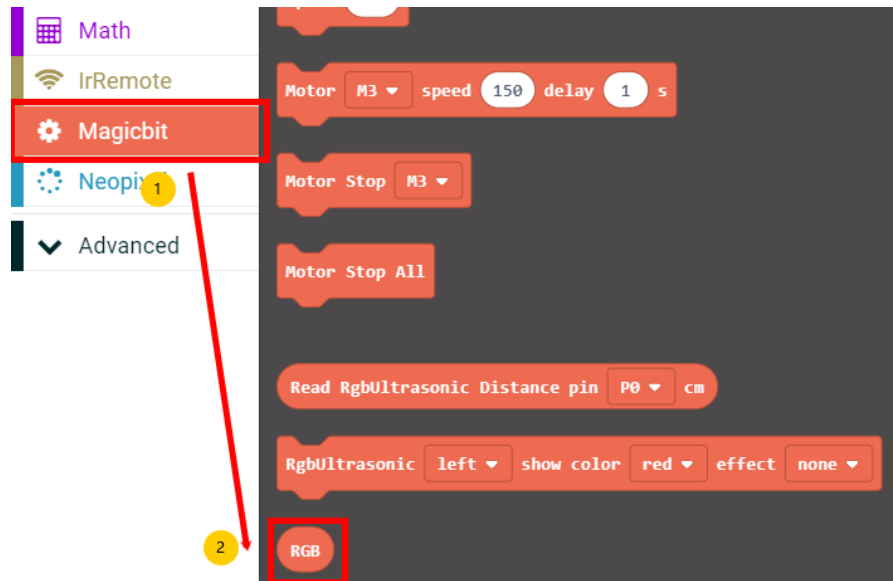 Math
IrRemote
Magicbit
1
Advanced
Motor M3 speed 150 delay 1 s
Motor Stop M3
Motor Stop All
Read RgbUltrasonic Distance pin P0 cm
RgbUltrasonic left show color red effect none
2
RGB